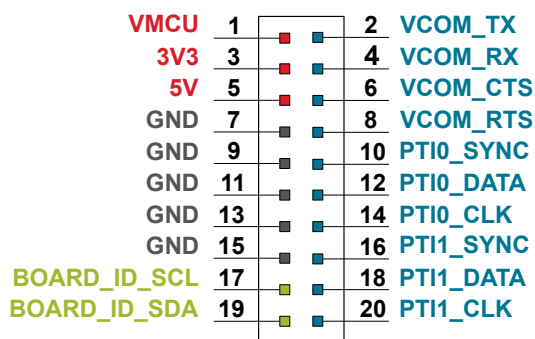 VMCU 1 2 VCOM_TX
3V3 3 4 VCOM_RX
5V 5 6 VCOM_CTS
GND 7 8 VCOM_RTS
GND 9 10 PTI0_SYNC
GND 11 12 PTI0_DATA
GND 13 14 PTI0_CLK
GND 15 16 PTI1_SYNC
BOARD_ID_SCL 17 18 PTI1_DATA
BOARD_ID_SDA 19 20 PTI1_CLK